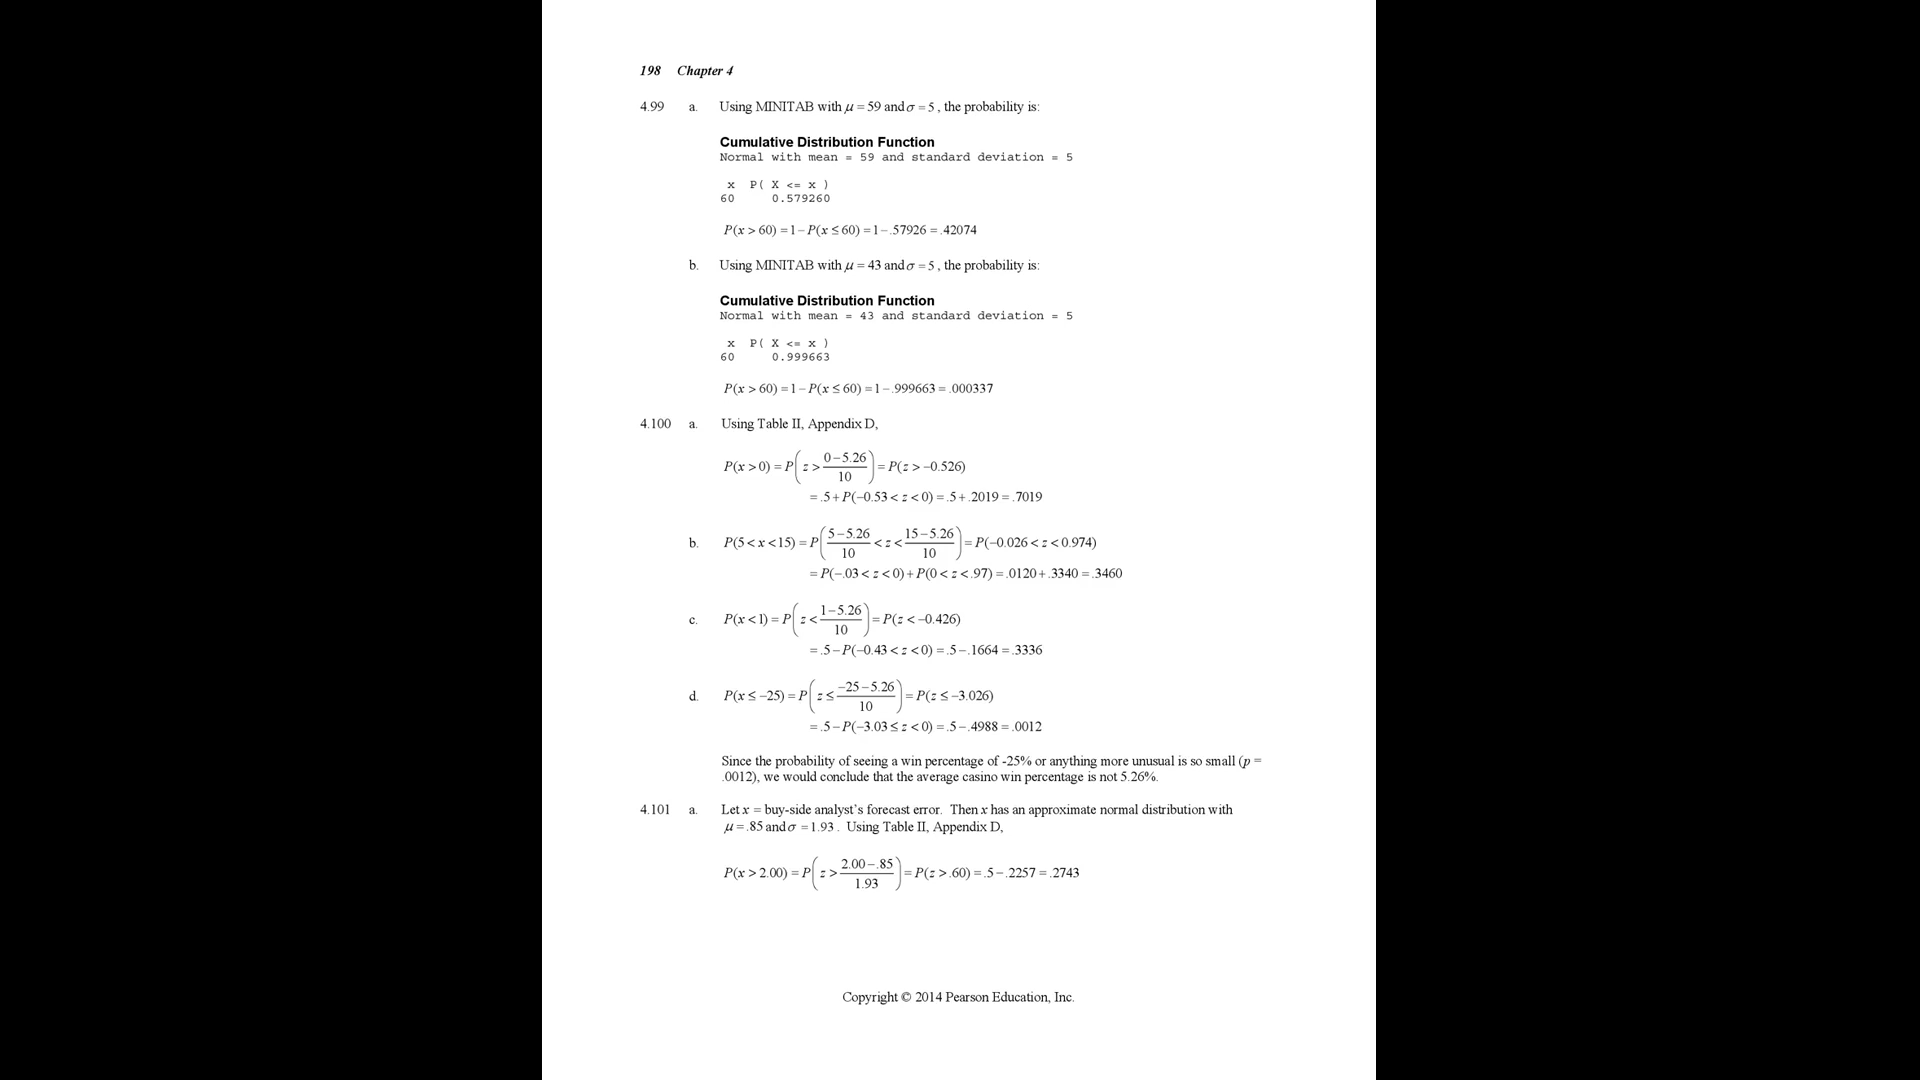 198 Chapter 4
4.99 a. Using MINITAB with μ = 59 and σ = 5 , the probability is:
Cumulative Distribution Function
Normal with mean = 59 and standard deviation = 5
x P( X <= x )
60 0.579260
P(x > 60) = 1 − P(x ≤ 60) = 1 − .57926 = .42074
b. Using MINITAB with μ = 43 and σ = 5 , the probability is:
Cumulative Distribution Function
Normal with mean = 43 and standard deviation = 5
x P( X <= x )
60 0.999663
P(x > 60) = 1 − P(x ≤ 60) = 1 − .999663 = .000337
4.100 a. Using Table II, Appendix D,
P(x > 0) = P( z > (0 − 5.26)/10 ) = P(z > −0.526)
= .5 + P(−0.53 < z < 0) = .5 + .2019 = .7019
b. P(5 < x < 15) = P( (5 − 5.26)/10 < z < (15 − 5.26)/10 ) = P(−0.026 < z < 0.974)
= P(−.03 < z < 0) + P(0 < z < .97) = .0120 + .3340 = .3460
c. P(x < 1) = P( z < (1 − 5.26)/10 ) = P(z < −0.426)
= .5 − P(−0.43 < z < 0) = .5 − .1664 = .3336
d. P(x ≤ −25) = P( z ≤ (−25 − 5.26)/10 ) = P(z ≤ −3.026)
= .5 − P(−3.03 ≤ z < 0) = .5 − .4988 = .0012
Since the probability of seeing a win percentage of -25% or anything more unusual is so small (p =
.0012), we would conclude that the average casino win percentage is not 5.26%.
4.101 a. Let x = buy-side analyst's forecast error. Then x has an approximate normal distribution with
μ = .85 and σ = 1.93 . Using Table II, Appendix D,
P(x > 2.00) = P( z > (2.00 − .85)/1.93 ) = P(z > .60) = .5 − .2257 = .2743
Copyright © 2014 Pearson Education, Inc.